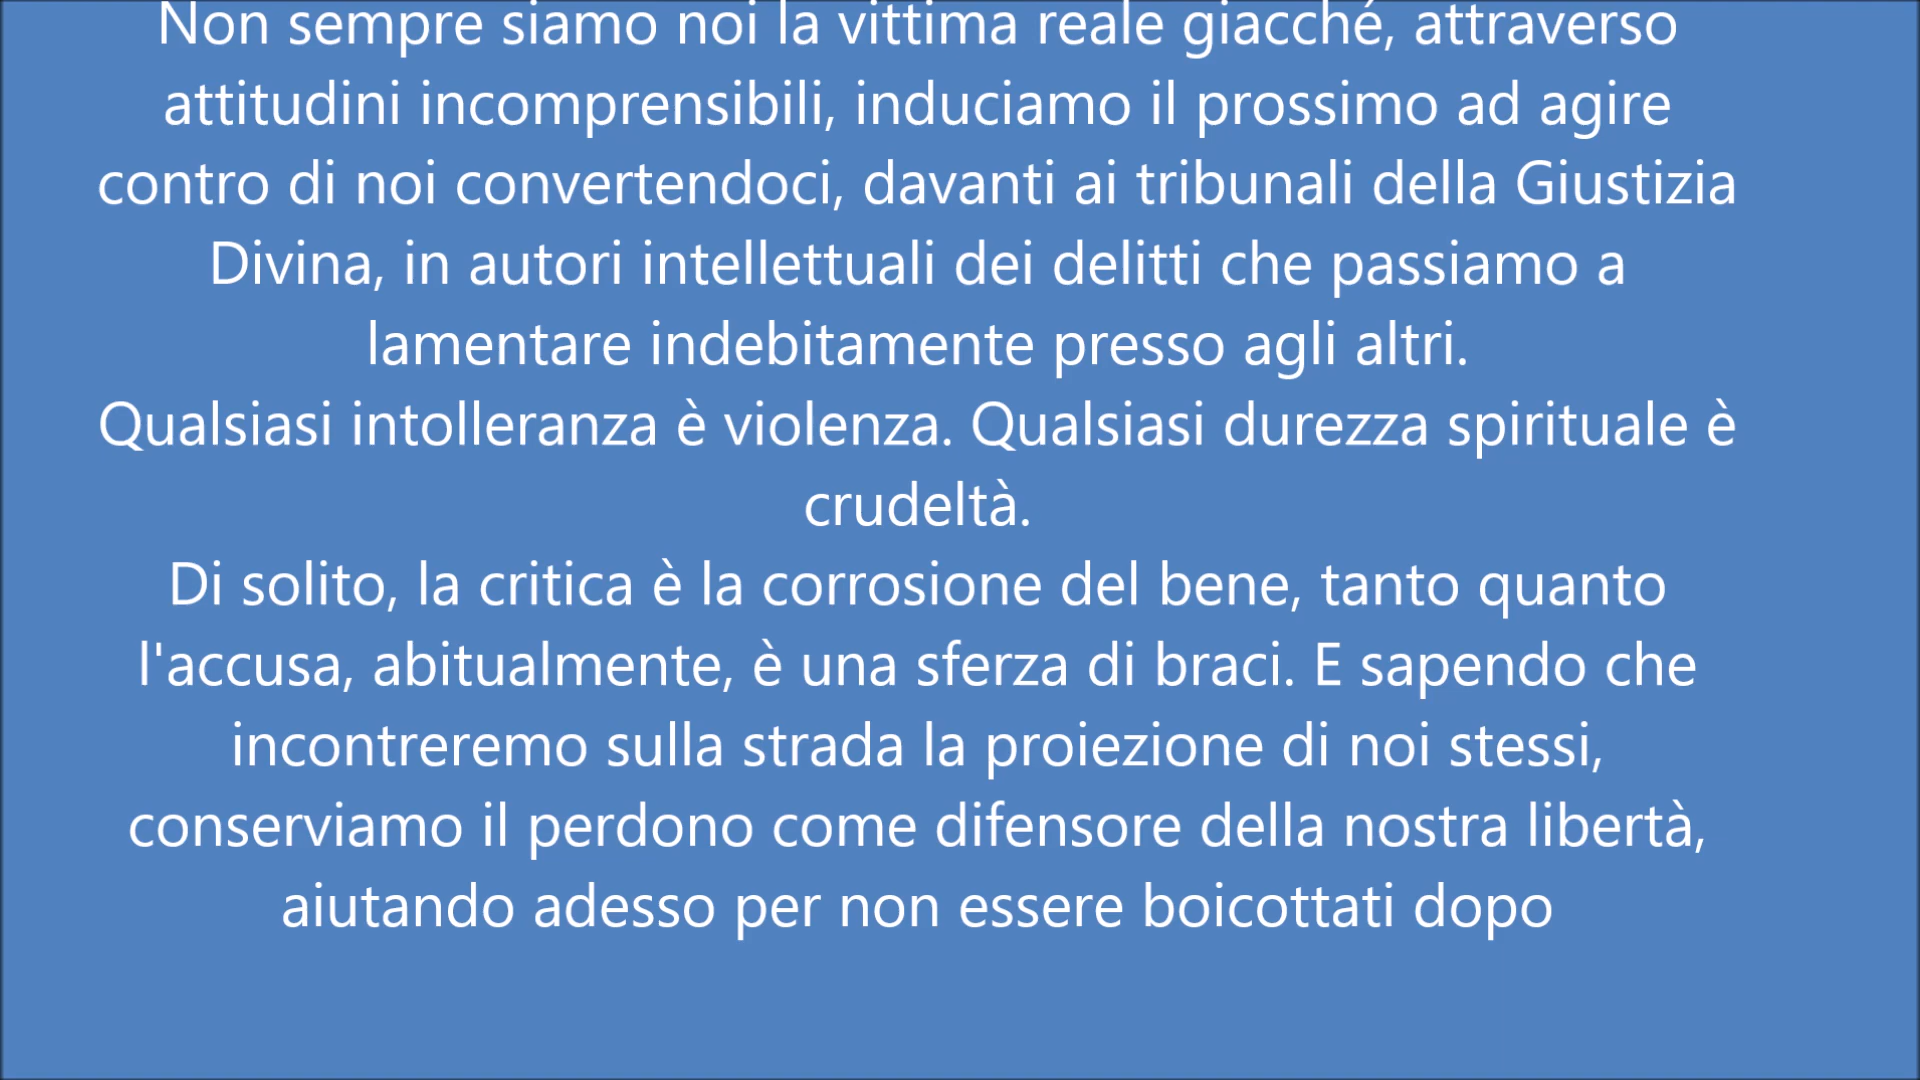 Non sempre siamo noi la vittima reale giacché, attraverso
attitudini incomprensibili, induciamo il prossimo ad agire
contro di noi convertendoci, davanti ai tribunali della Giustizia
Divina, in autori intellettuali dei delitti che passiamo a
lamentare indebitamente presso agli altri.
Qualsiasi intolleranza è violenza. Qualsiasi durezza spirituale è
crudeltà.
Di solito, la critica è la corrosione del bene, tanto quanto
l'accusa, abitualmente, è una sferza di braci. E sapendo che
incontreremo sulla strada la proiezione di noi stessi,
conserviamo il perdono come difensore della nostra libertà,
aiutando adesso per non essere boicottati dopo